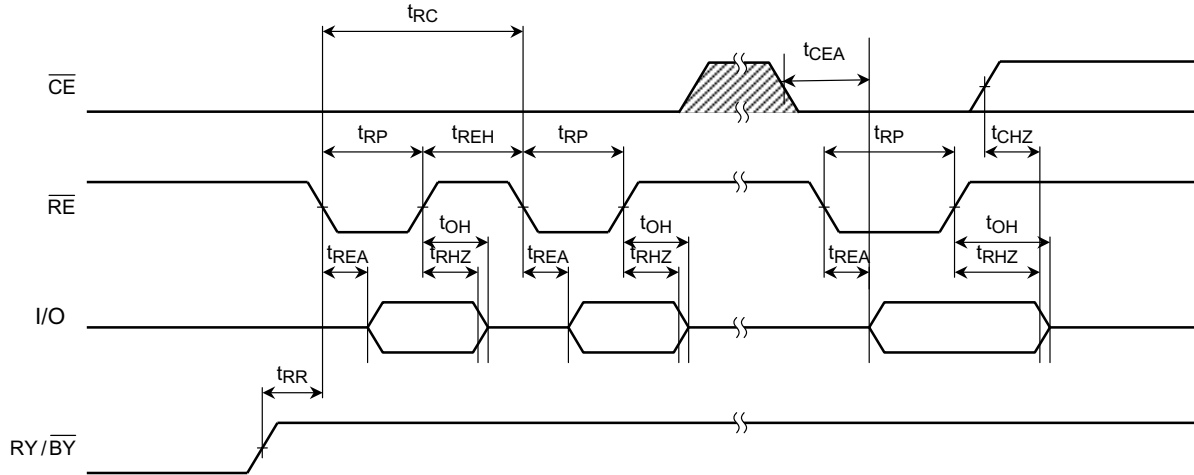 tRC
tCEA
CE
tRP tREH tRP tRP tCHZ
RE
tOH tOH tOH
tREA tRHZ tREA tRHZ tREA tRHZ
I/O
tRR
RY/BY